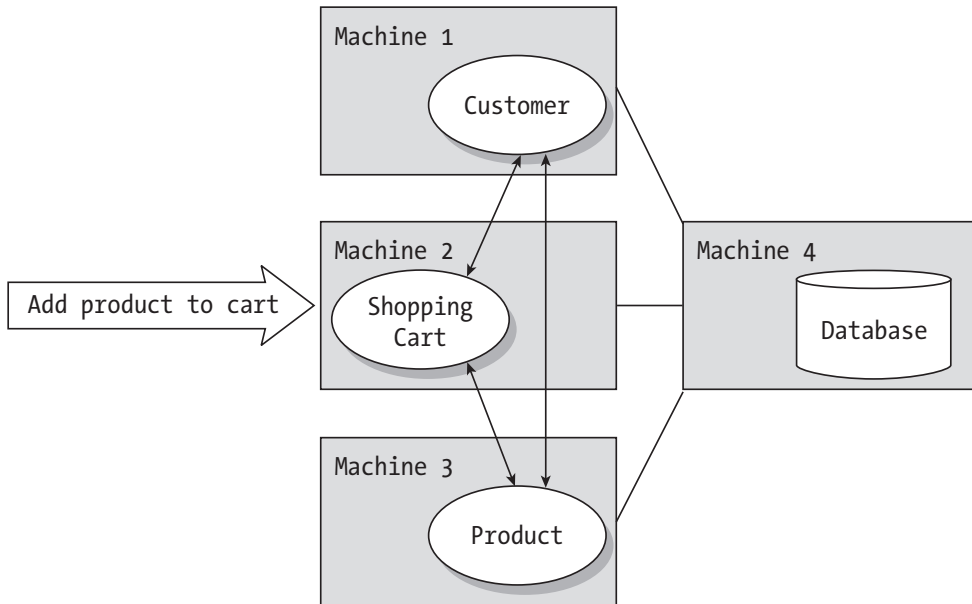 Machine 1
Customer
Machine 2
Machine 4
Add product to cart
Shopping
Cart
Database
Machine 3
Product